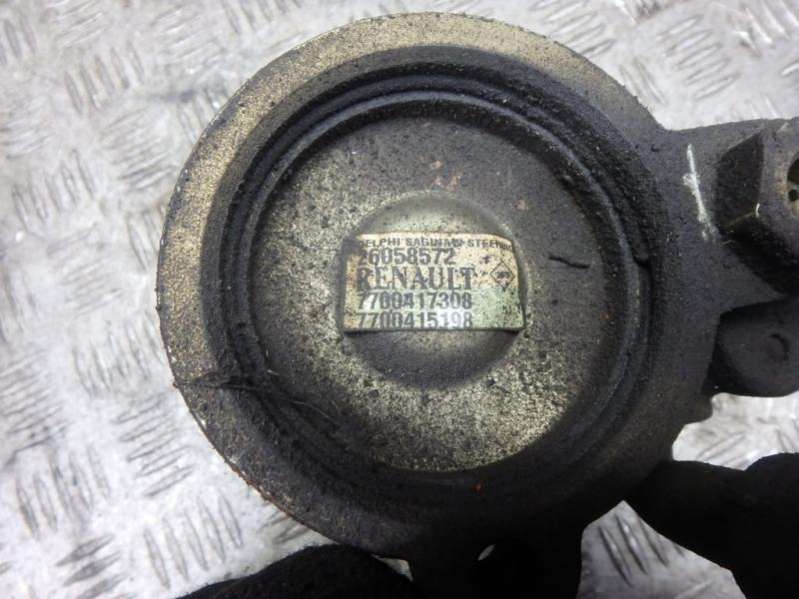 DELPHI SAGINAW STEERING
26058572
RENAULT
7700417308
7700415198